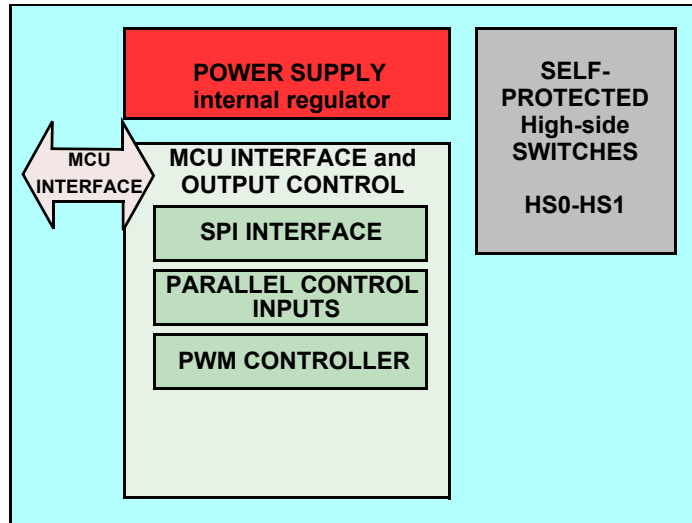 POWER SUPPLY
internal regulator
SELF-
PROTECTED
High-side
SWITCHES
HS0-HS1
MCU
INTERFACE
MCU INTERFACE and
OUTPUT CONTROL
SPI INTERFACE
PARALLEL CONTROL
INPUTS
PWM CONTROLLER